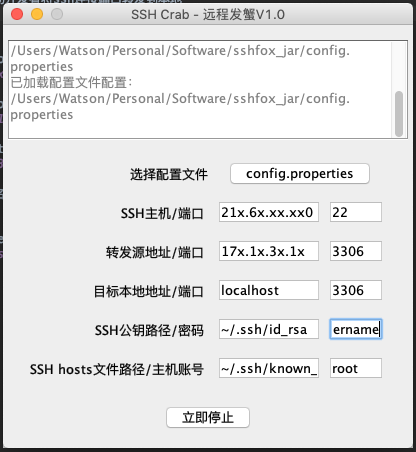 SSH Crab - 远程发蟹V1.0
/Users/Watson/Personal/Software/sshfox_jar/config.
properties
已加载配置文件配置：
/Users/Watson/Personal/Software/sshfox_jar/config.
properties
选择配置文件 config.properties
SSH主机/端口 21x.6x.xx.xx0 22
转发源地址/端口 17x.1x.3x.1x 3306
目标本地地址/端口 localhost 3306
SSH公钥路径/密码 ~/.ssh/id_rsa ername
SSH hosts文件路径/主机账号 ~/.ssh/known_ root
立即停止